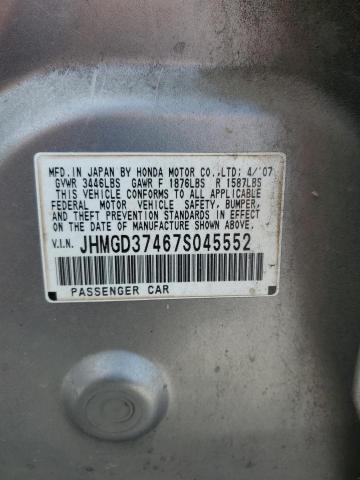 MFD. IN JAPAN BY HONDA MOTOR CO.,LTD; 4/'07
GVWR 3446LBS GAWR F 1876LBS R 1587LBS
THIS VEHICLE CONFORMS TO ALL APPLICABLE
FEDERAL MOTOR VEHICLE SAFETY, BUMPER,
AND THEFT PREVENTION STANDARDS IN EFFECT
ON THE DATE OF MANUFACTURE SHOWN ABOVE.
V.I.N. JHMGD37467S045552
PASSENGER CAR